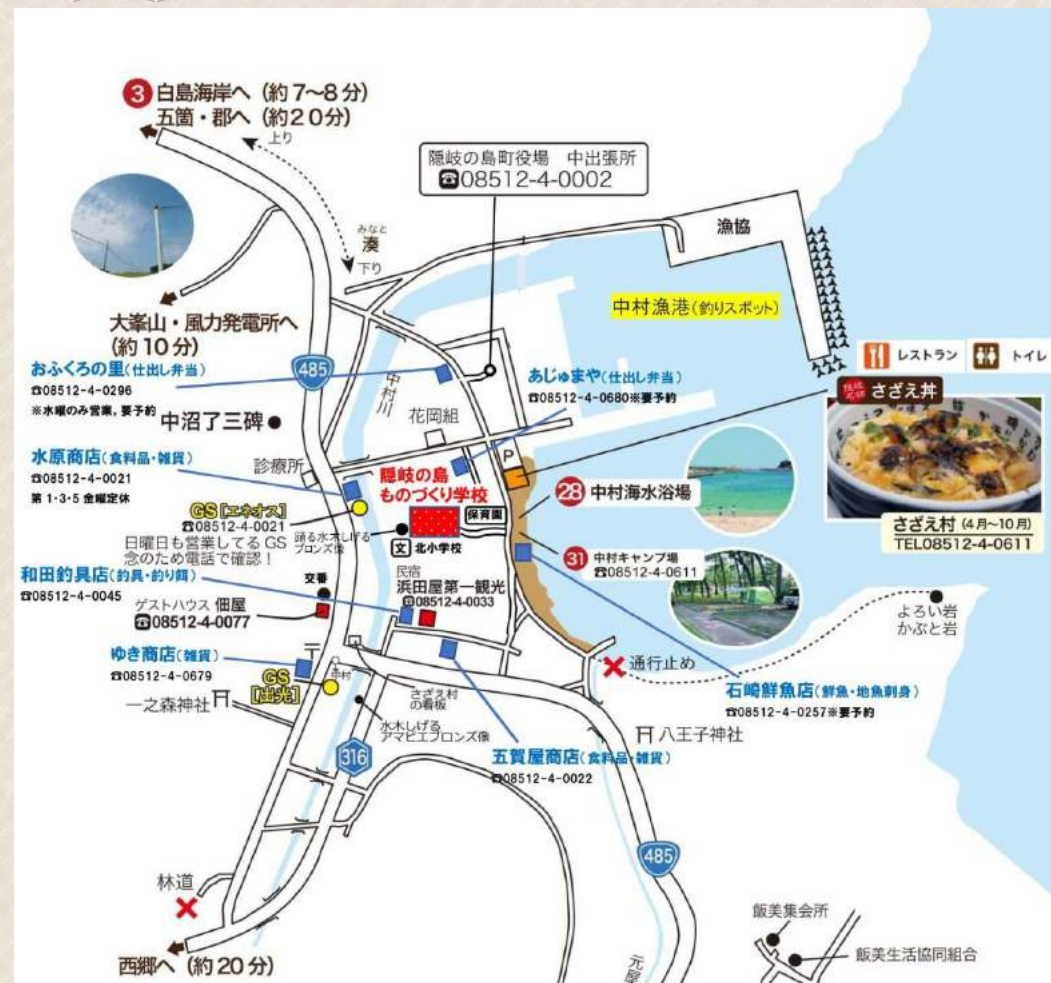 3 白島海岸へ (約7～8分)
五箇・郡へ (約20分)
上り
隠岐の島町役場 中出張所
☎08512-4-0002
みなと
湊
下り
漁協
中村漁港(釣りスポット)
大峯山・風力発電所へ
(約10分)
レストラン
トイレ
さざえ丼
おふくろの里(仕出し弁当)
☎08512-4-0296
※水曜のみ営業，要予約
485
中村川
あじゅまや(仕出し弁当)
☎08512-4-0680※要予約
中沼了三碑
花岡組
水原商店(食料品・雑貨)
☎08512-4-0021
第1・3・5金曜定休
診療所
P
隠岐の島
ものづくり学校
28 中村海水浴場
保育園
GS[エネオス]
☎08512-4-0021
日曜日も営業してるGS
念のため電話で確認！
踊る水木しげる
ブロンズ像
文 北小学校
さざえ村 (4月～10月)
TEL08512-4-0611
31 中村キャンプ場
☎08512-4-0611
和田釣具店(釣具・釣り餌)
☎08512-4-0045
交番
民宿
浜田屋第一観光
☎08512-4-0033
ゲストハウス 佃屋
☎08512-4-0077
よろい岩
かぶと岩
ゆき商店(雑貨)
☎08512-4-0679
〒
中村
通行止め
GS
[出光]
さざえ村
の看板
石崎鮮魚店(鮮魚・地魚刺身)
☎08512-4-0257※要予約
一之森神社
水木しげる
アマビエブロンズ像
八王子神社
316
五賀屋商店(食料品・雑貨)
☎08512-4-0022
485
林道
西郷へ (約20分)
飯美集会所
飯美生活協同組合
元屋